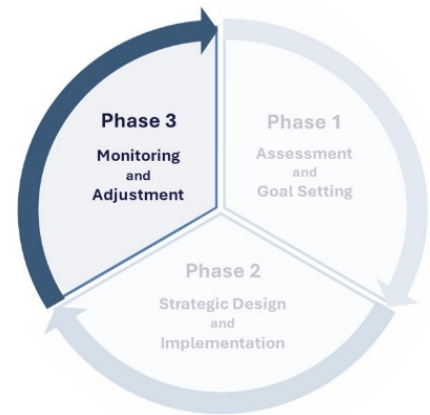 Phase 3
Monitoring
and
Adjustment
Phase 1
Assessment
and
Goal Setting
Phase 2
Strategic Design
and
Implementation